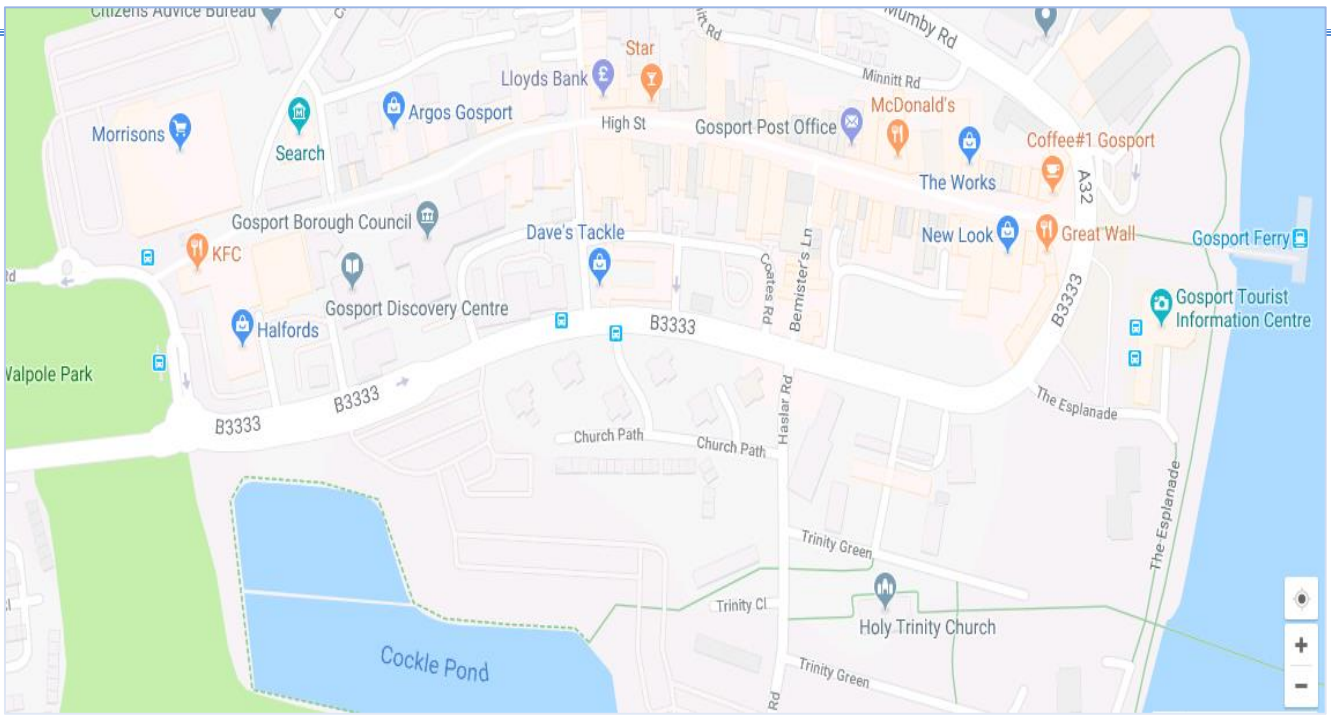 Citizens Advice Bureau
Mumby Rd
Minnitt Rd
Star
Lloyds Bank
Minnitt Rd
McDonald's
Argos Gosport
High St
Gosport Post Office
Morrisons
Coffee#1 Gosport
Search
The Works
A32
Gosport Borough Council
Dave's Tackle
New Look
Great Wall
Gosport Ferry
KFC
Coates Rd
Bemister's Ln
Gosport Discovery Centre
B3333
Gosport Tourist
Information Centre
Halfords
B3333
Walpole Park
B3333
B3333
The Esplanade
Haslar Rd
Church Path
Church Path
The Esplanade
Trinity Green
Trinity Cl
Holy Trinity Church
Cockle Pond
Trinity Green
Rd
+
−